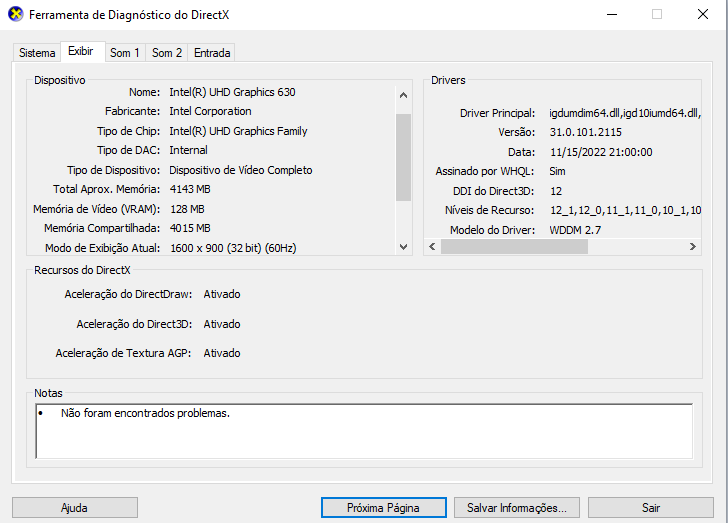 Ferramenta de Diagnóstico do DirectX
Sistema Exibir Som 1 Som 2 Entrada
Dispositivo
Nome: Intel(R) UHD Graphics 630
Fabricante: Intel Corporation
Tipo de Chip: Intel(R) UHD Graphics Family
Tipo de DAC: Internal
Tipo de Dispositivo: Dispositivo de Vídeo Completo
Total Aprox. Memória: 4143 MB
Memória de Vídeo (VRAM): 128 MB
Memória Compartilhada: 4015 MB
Modo de Exibição Atual: 1600 x 900 (32 bit) (60Hz)
Drivers
Driver Principal: igdumdim64.dll,igd10iumd64.dll,
Versão: 31.0.101.2115
Data: 11/15/2022 21:00:00
Assinado por WHQL: Sim
DDI do Direct3D: 12
Níveis de Recurso: 12_1,12_0,11_1,11_0,10_1,10
Modelo do Driver: WDDM 2.7
Recursos do DirectX
Aceleração do DirectDraw: Ativado
Aceleração do Direct3D: Ativado
Aceleração de Textura AGP: Ativado
Notas
• Não foram encontrados problemas.
Ajuda Próxima Página Salvar Informações... Sair